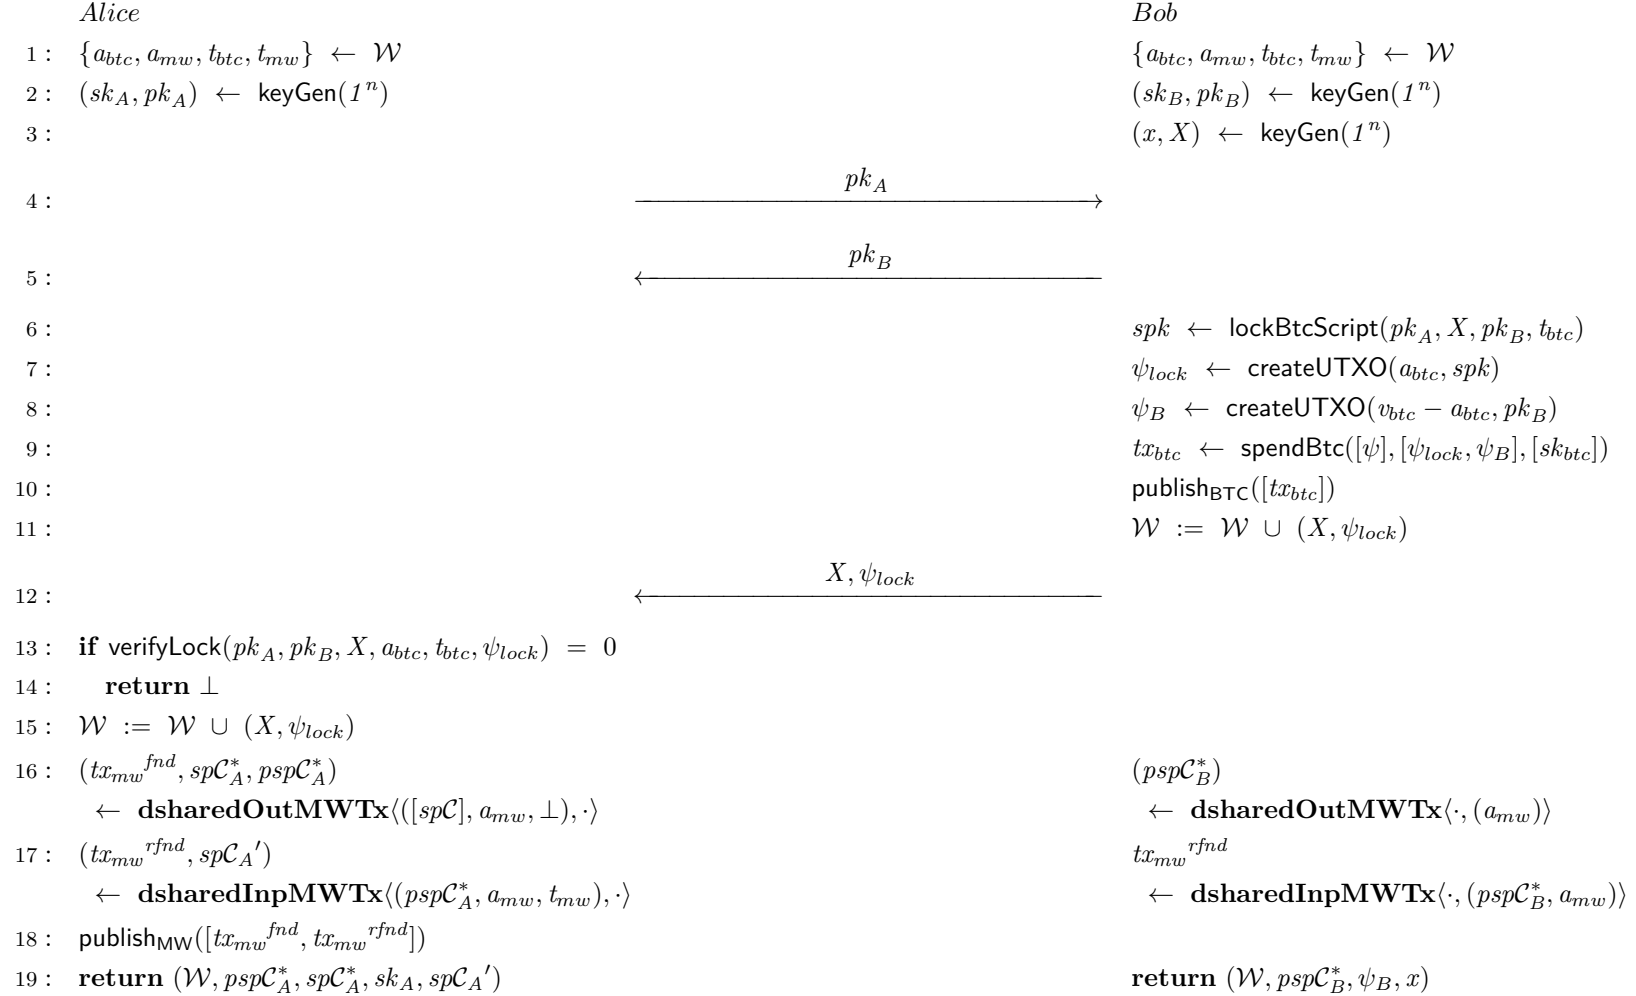 Alice Bob
1 : {a_btc, a_mw, t_btc, t_mw} ← 𝒲 {a_btc, a_mw, t_btc, t_mw} ← 𝒲
2 : (sk_A, pk_A) ← keyGen(1^n) (sk_B, pk_B) ← keyGen(1^n)
3 : (x, X) ← keyGen(1^n)
4 : pk_A
5 : pk_B
6 : spk ← lockBtcScript(pk_A, X, pk_B, t_btc)
7 : ψ_lock ← createUTXO(a_btc, spk)
8 : ψ_B ← createUTXO(v_btc − a_btc, pk_B)
9 : tx_btc ← spendBtc([ψ], [ψ_lock, ψ_B], [sk_btc])
10 : publish_BTC([tx_btc])
11 : 𝒲 := 𝒲 ∪ (X, ψ_lock)
12 : X, ψ_lock
13 : if verifyLock(pk_A, pk_B, X, a_btc, t_btc, ψ_lock) = 0
14 : return ⊥
15 : 𝒲 := 𝒲 ∪ (X, ψ_lock)
16 : (tx_mw^fnd, sp𝒞*_A, psp𝒞*_A) (psp𝒞*_B)
← dsharedOutMWTx⟨([sp𝒞], a_mw, ⊥), ·⟩ ← dsharedOutMWTx⟨·, (a_mw)⟩
17 : (tx_mw^rfnd, sp𝒞_A′) tx_mw^rfnd
← dsharedInpMWTx⟨(psp𝒞*_A, a_mw, t_mw), ·⟩ ← dsharedInpMWTx⟨·, (psp𝒞*_B, a_mw)⟩
18 : publish_MW([tx_mw^fnd, tx_mw^rfnd])
19 : return (𝒲, psp𝒞*_A, sp𝒞*_A, sk_A, sp𝒞_A′) return (𝒲, psp𝒞*_B, ψ_B, x)